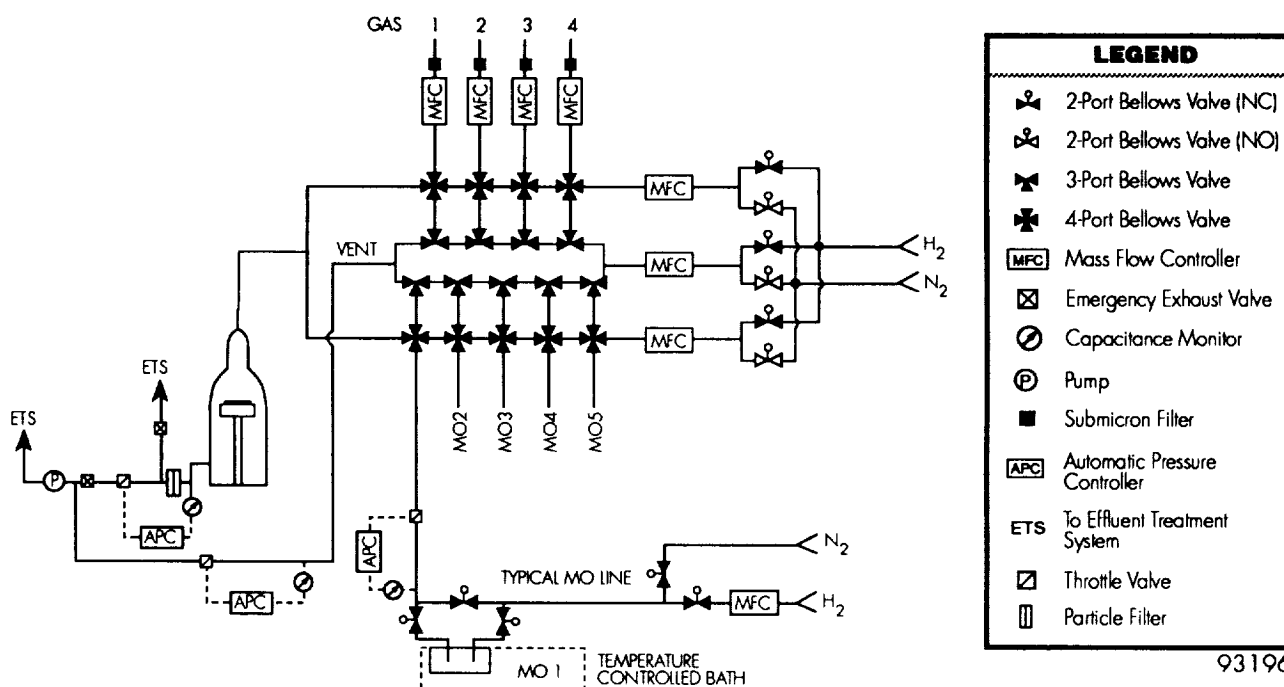 GAS 1 2 3 4
MFC MFC MFC MFC
MFC
H₂
VENT
MFC
N₂
MFC
ETS
ETS
MO2 MO3 MO4 MO5
P
APC
APC
APC
N₂
TYPICAL MO LINE
MFC
H₂
MO 1
TEMPERATURE
CONTROLLED BATH
LEGEND
2-Port Bellows Valve (NC)
2-Port Bellows Valve (NO)
3-Port Bellows Valve
4-Port Bellows Valve
MFC Mass Flow Controller
Emergency Exhaust Valve
Capacitance Monitor
P Pump
Submicron Filter
APC Automatic Pressure
Controller
ETS To Effluent Treatment
System
Throttle Valve
Particle Filter
93196